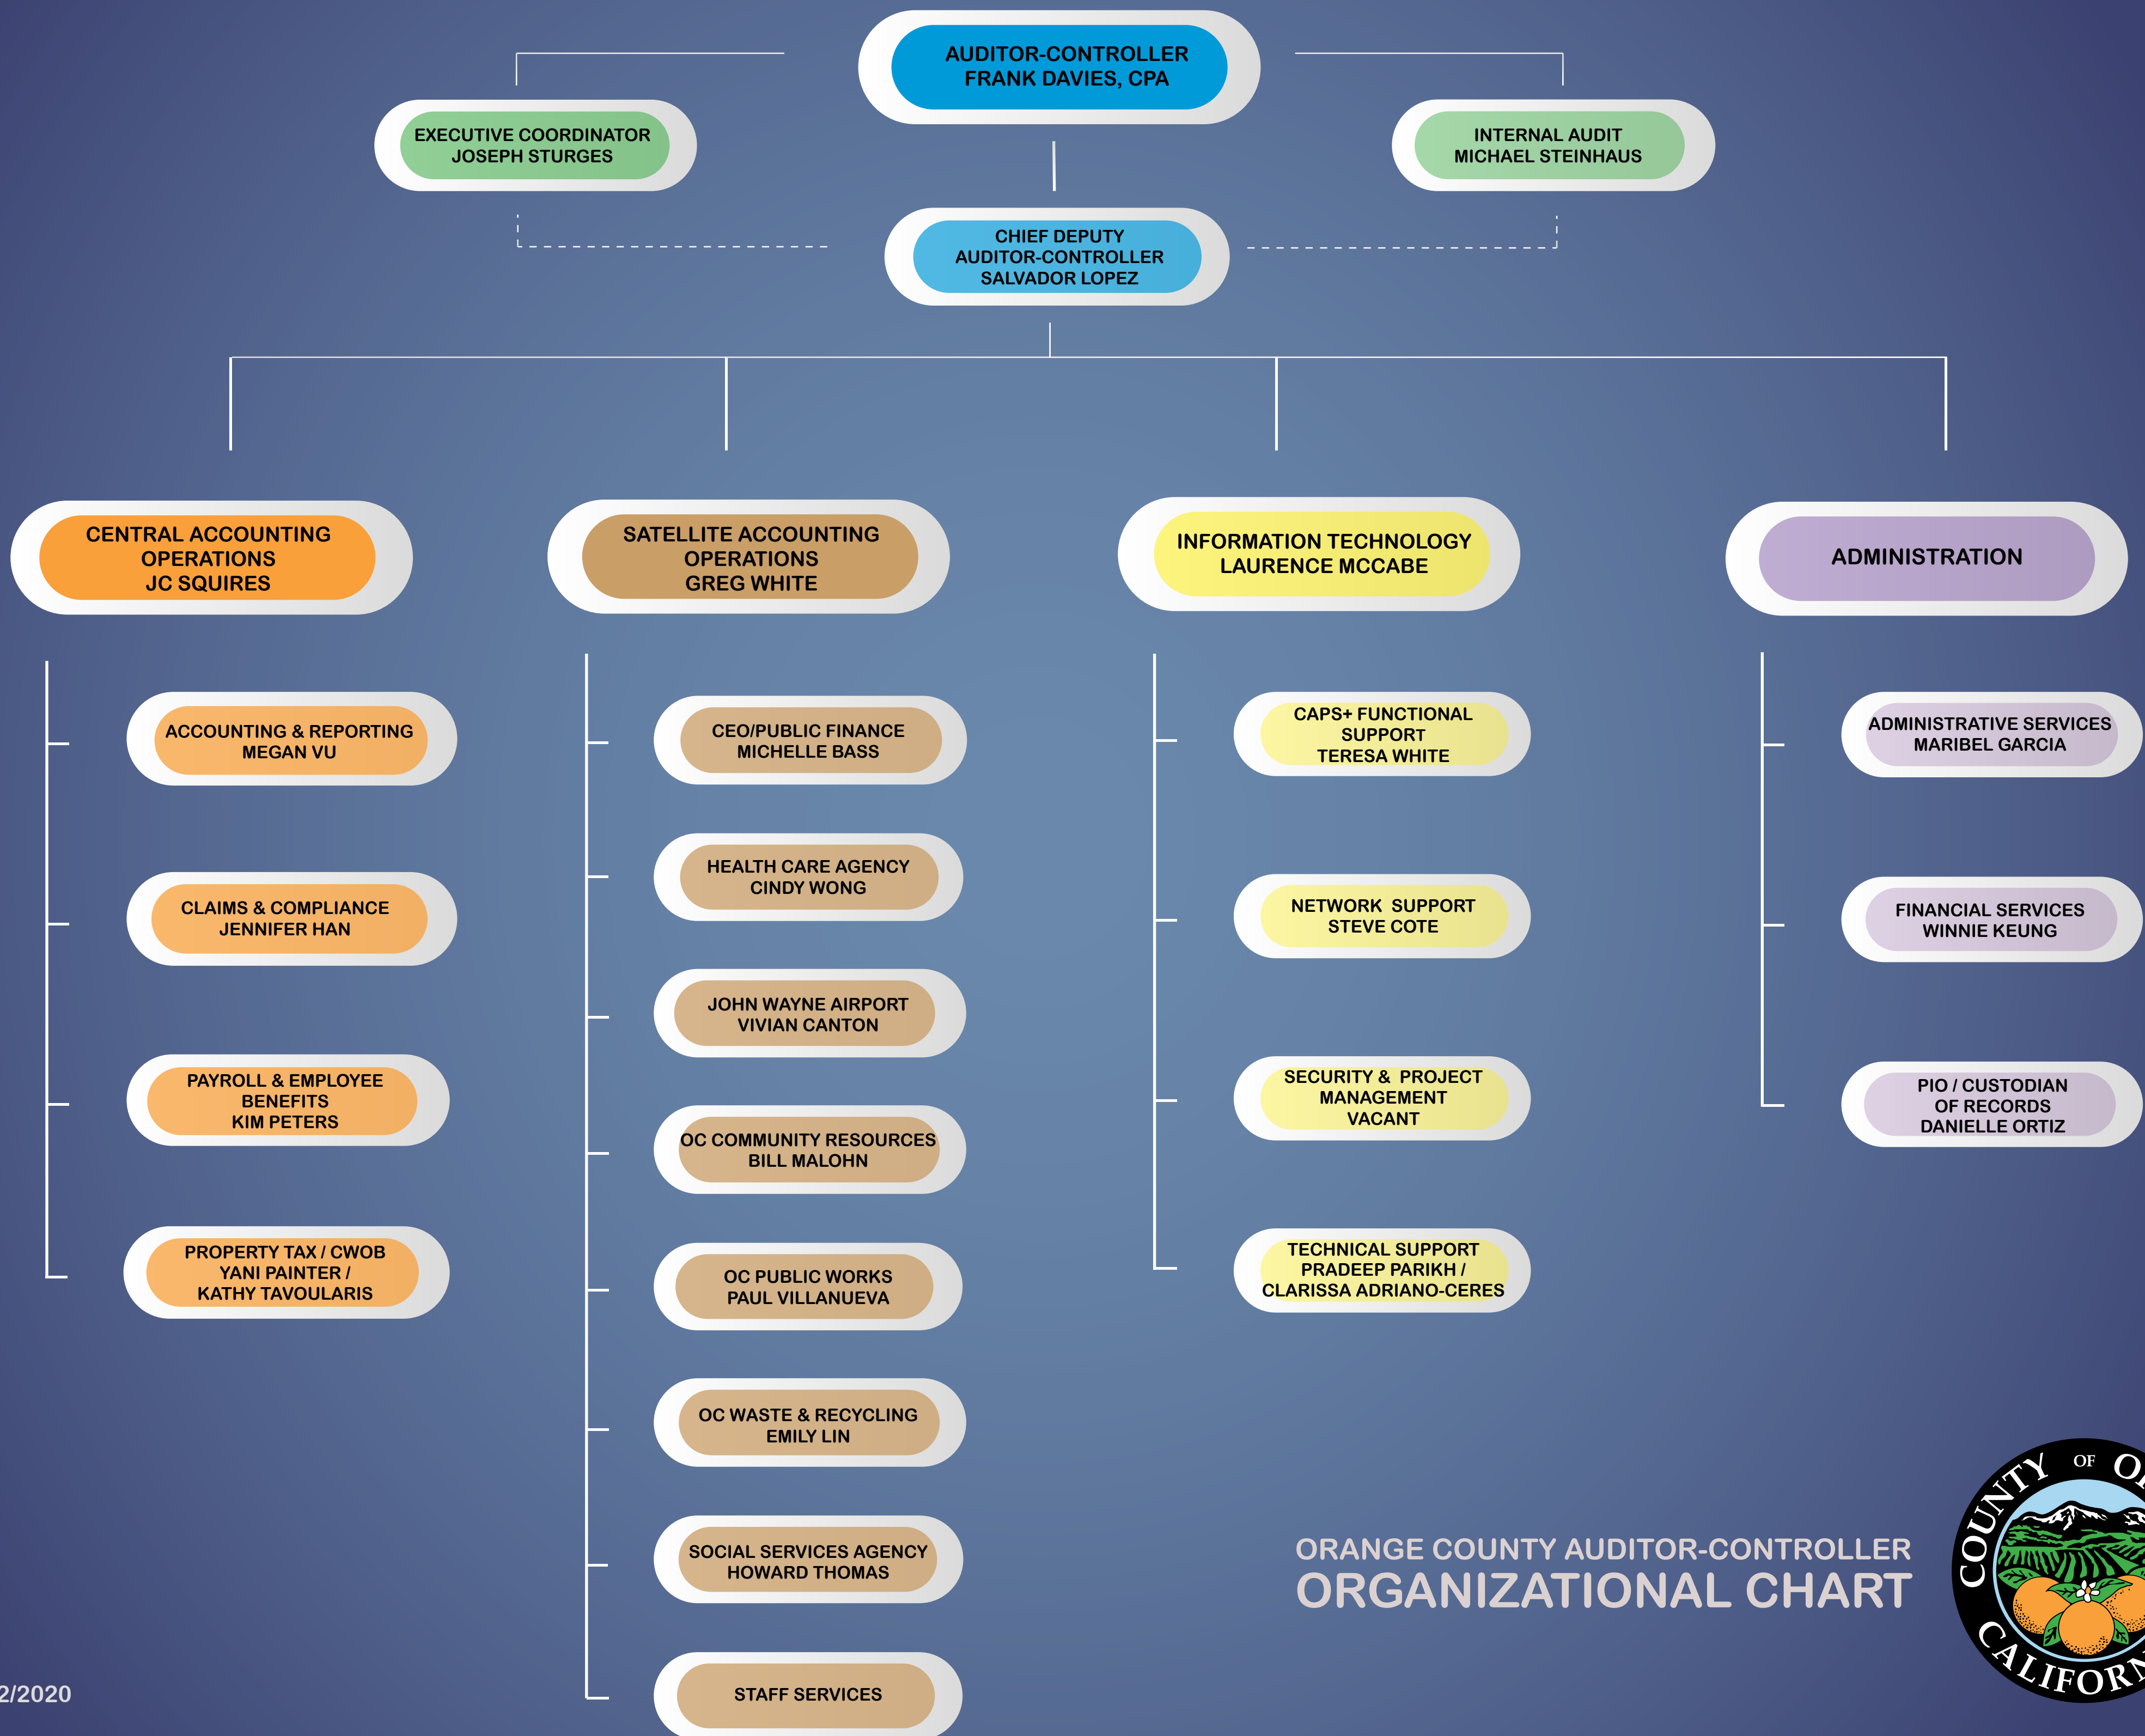 AUDITOR-CONTROLLER
FRANK DAVIES, CPA
EXECUTIVE COORDINATOR
JOSEPH STURGES
INTERNAL AUDIT
MICHAEL STEINHAUS
CHIEF DEPUTY
AUDITOR-CONTROLLER
SALVADOR LOPEZ
CENTRAL ACCOUNTING
OPERATIONS
JC SQUIRES
ACCOUNTING & REPORTING
MEGAN VU
CLAIMS & COMPLIANCE
JENNIFER HAN
PAYROLL & EMPLOYEE
BENEFITS
KIM PETERS
PROPERTY TAX / CWOB
YANI PAINTER /
KATHY TAVOULARIS
SATELLITE ACCOUNTING
OPERATIONS
GREG WHITE
CEO/PUBLIC FINANCE
MICHELLE BASS
HEALTH CARE AGENCY
CINDY WONG
JOHN WAYNE AIRPORT
VIVIAN CANTON
OC COMMUNITY RESOURCES
BILL MALOHN
OC PUBLIC WORKS
PAUL VILLANUEVA
OC WASTE & RECYCLING
EMILY LIN
SOCIAL SERVICES AGENCY
HOWARD THOMAS
STAFF SERVICES
INFORMATION TECHNOLOGY
LAURENCE MCCABE
CAPS+ FUNCTIONAL
SUPPORT
TERESA WHITE
NETWORK SUPPORT
STEVE COTE
SECURITY & PROJECT
MANAGEMENT
VACANT
TECHNICAL SUPPORT
PRADEEP PARIKH /
CLARISSA ADRIANO-CERES
ADMINISTRATION
ADMINISTRATIVE SERVICES
MARIBEL GARCIA
FINANCIAL SERVICES
WINNIE KEUNG
PIO / CUSTODIAN
OF RECORDS
DANIELLE ORTIZ
ORANGE COUNTY AUDITOR-CONTROLLER
ORGANIZATIONAL CHART
COUNTY OF
2/2020